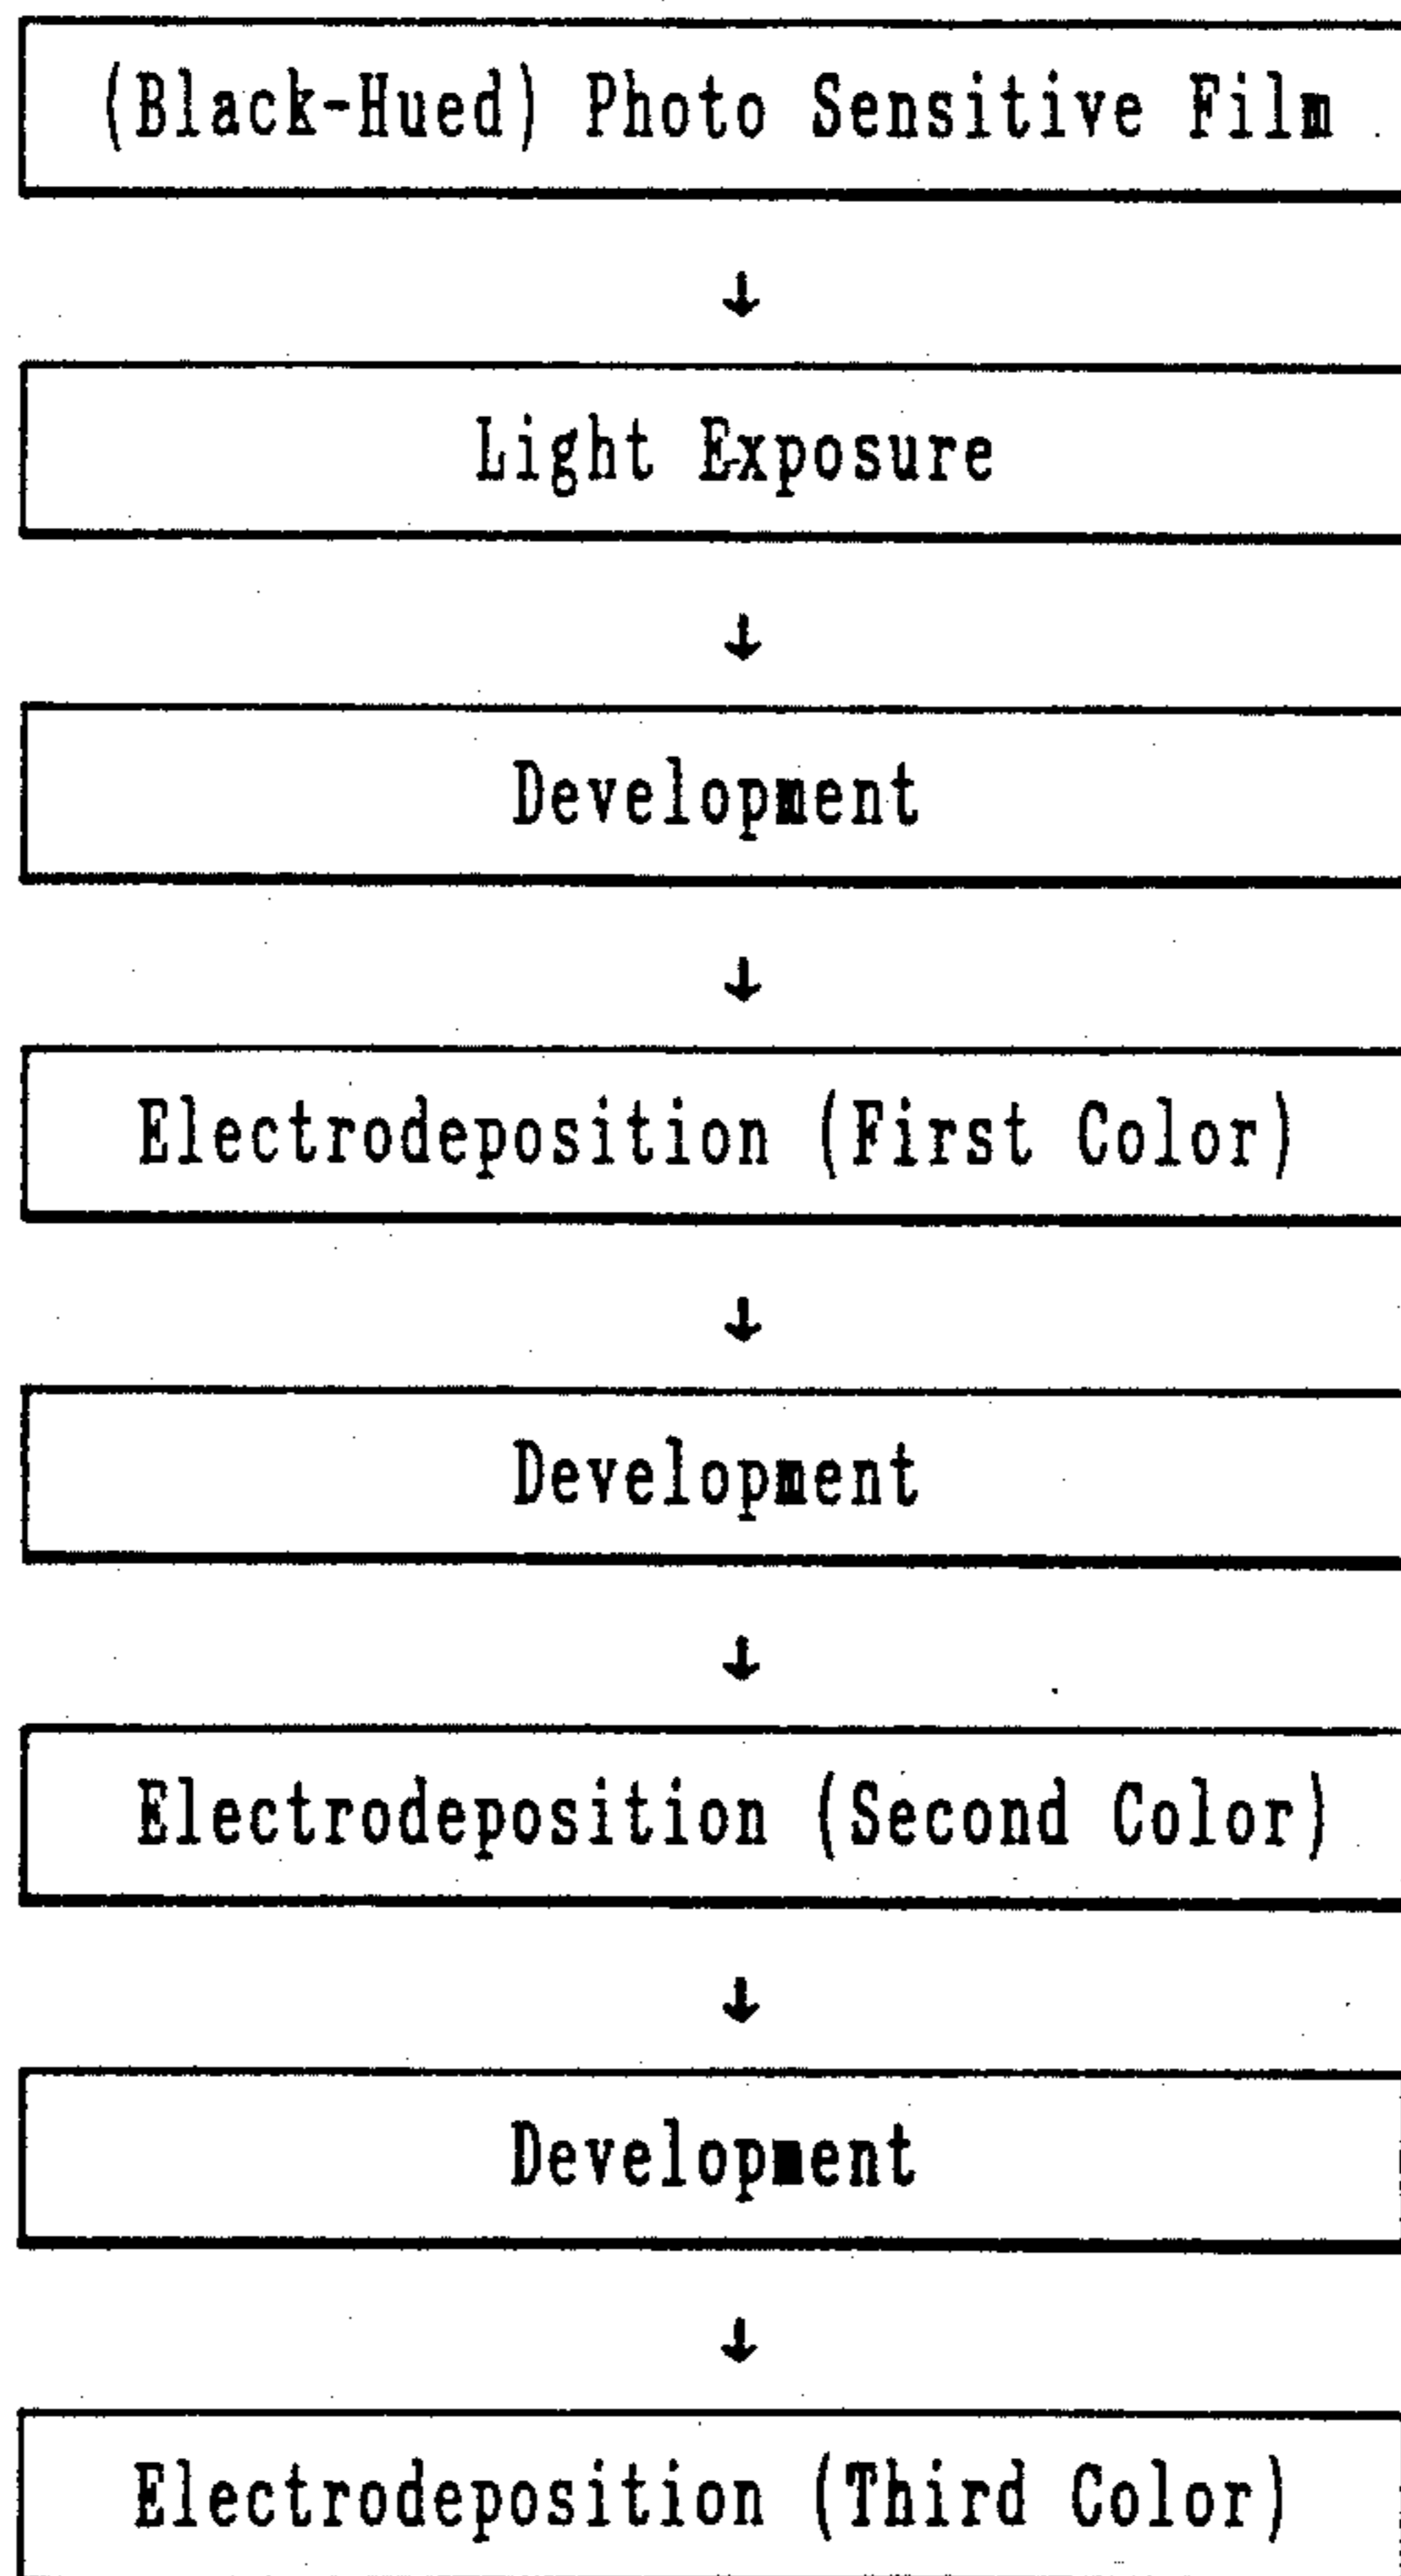 (Black-Hued) Photo Sensitive Film
↓
Light Exposure
↓
Development
↓
Electrodeposition (First Color)
↓
Development
↓
Electrodeposition (Second Color)
↓
Development
↓
Electrodeposition (Third Color)